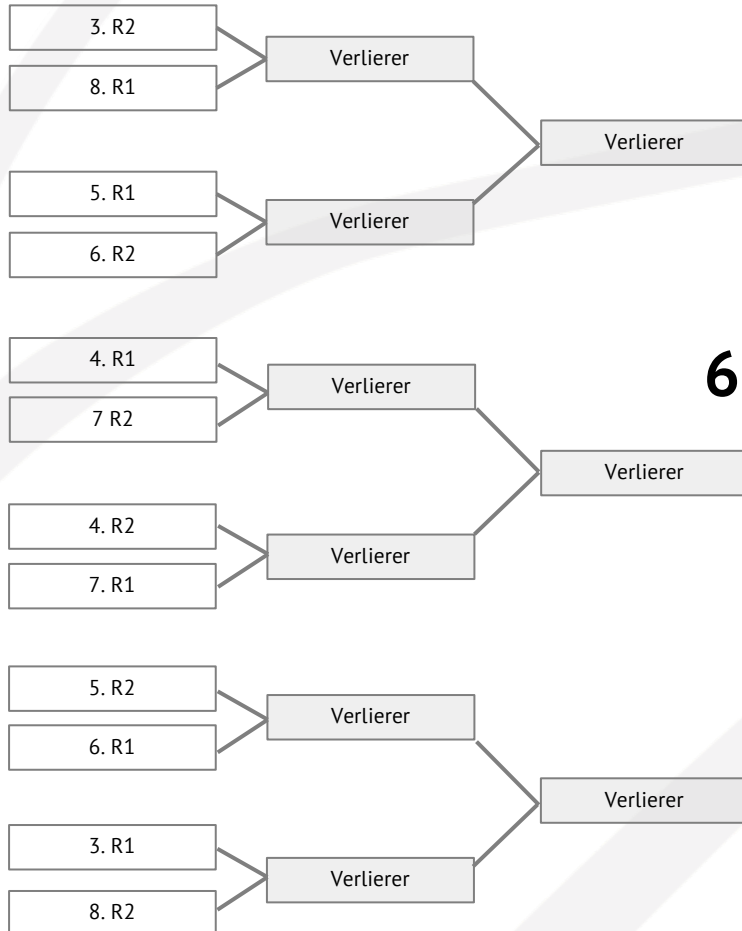 3. R2
Verlierer
8. R1
Verlierer
5. R1
Verlierer
6. R2
4. R1
Verlierer
6
7 R2
Verlierer
4. R2
Verlierer
7. R1
5. R2
Verlierer
6. R1
Verlierer
3. R1
Verlierer
8. R2